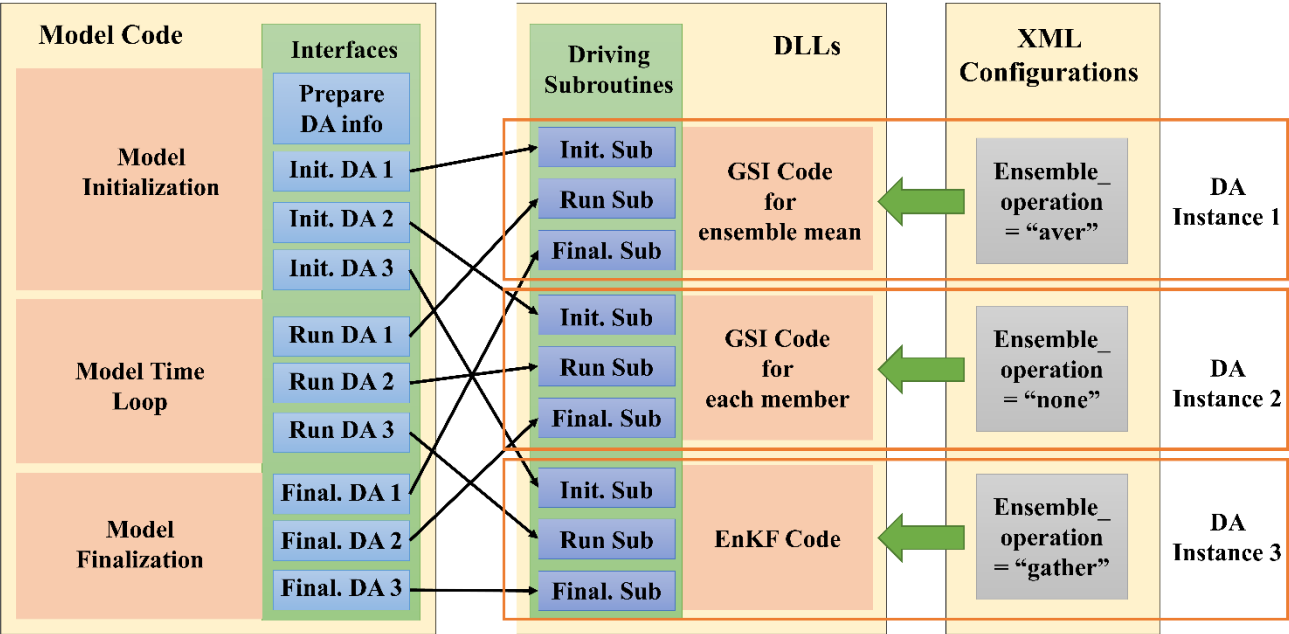 Model Code
Interfaces
Model
Initialization
Prepare
DA info
Init. DA 1
Init. DA 2
Init. DA 3
Model Time
Loop
Run DA 1
Run DA 2
Run DA 3
Model
Finalization
Final. DA 1
Final. DA 2
Final. DA 3
DLLs
Driving
Subroutines
Init. Sub
Run Sub
Final. Sub
GSI Code
for
ensemble mean
Init. Sub
Run Sub
Final. Sub
GSI Code
for
each member
Init. Sub
Run Sub
Final. Sub
EnKF Code
XML
Configurations
Ensemble_
operation
= “aver”
DA
Instance 1
Ensemble_
operation
= “none”
DA
Instance 2
Ensemble_
operation
= “gather”
DA
Instance 3